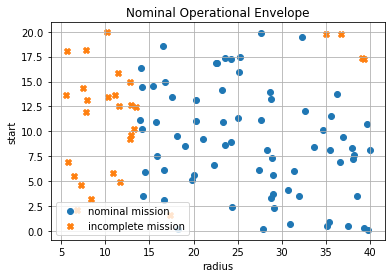 Nominal Operational Envelope
20.0
17.5
15.0
12.5
10.0
7.5
5.0
2.5
0.0
start
nominal mission
incomplete mission
5 10 15 20 25 30 35 40
radius